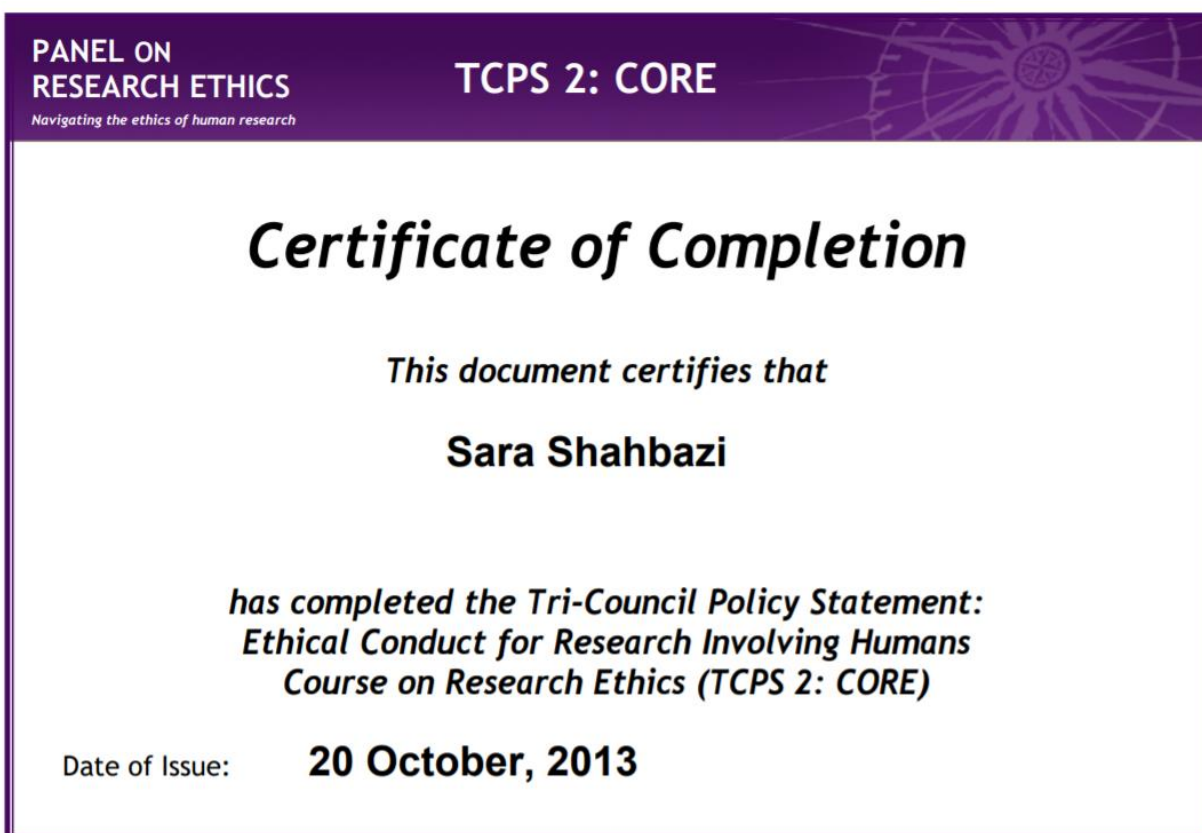 PANEL ON
RESEARCH ETHICS
Navigating the ethics of human research
TCPS 2: CORE
Certificate of Completion
This document certifies that
Sara Shahbazi
has completed the Tri-Council Policy Statement:
Ethical Conduct for Research Involving Humans
Course on Research Ethics (TCPS 2: CORE)
Date of Issue: 20 October, 2013